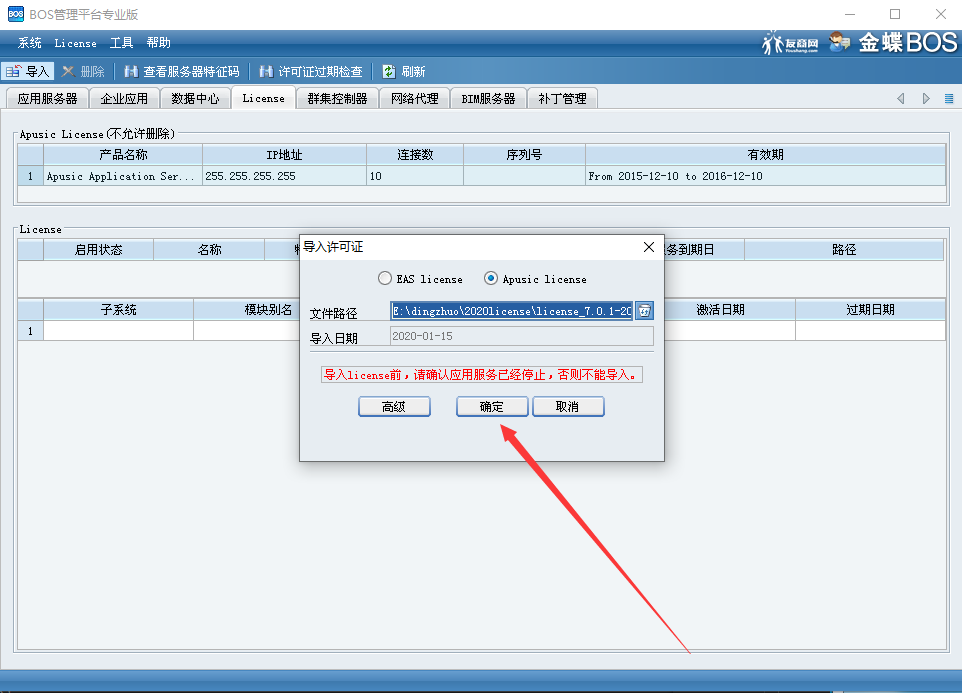 BOS管理平台专业版
系统 License 工具 帮助
友商网 Youshang.com 金蝶BOS
导入 删除 查看服务器特征码 许可证过期检查 刷新
应用服务器 企业应用 数据中心 License 群集控制器 网络代理 BIM服务器 补丁管理
Apusic License(不允许删除)
产品名称 IP地址 连接数 序列号 有效期
1 Apusic Application Ser... 255.255.255.255 10 From 2015-12-10 to 2016-12-10
License
启用状态 名称 务到期日 路径
子系统 模块别名 激活日期 过期日期
1
导入许可证
EAS license Apusic license
文件路径 E:\dingzhuo\2020license\license_7.0.1-20
导入日期 2020-01-15
导入license前，请确认应用服务已经停止，否则不能导入。
高级 确定 取消